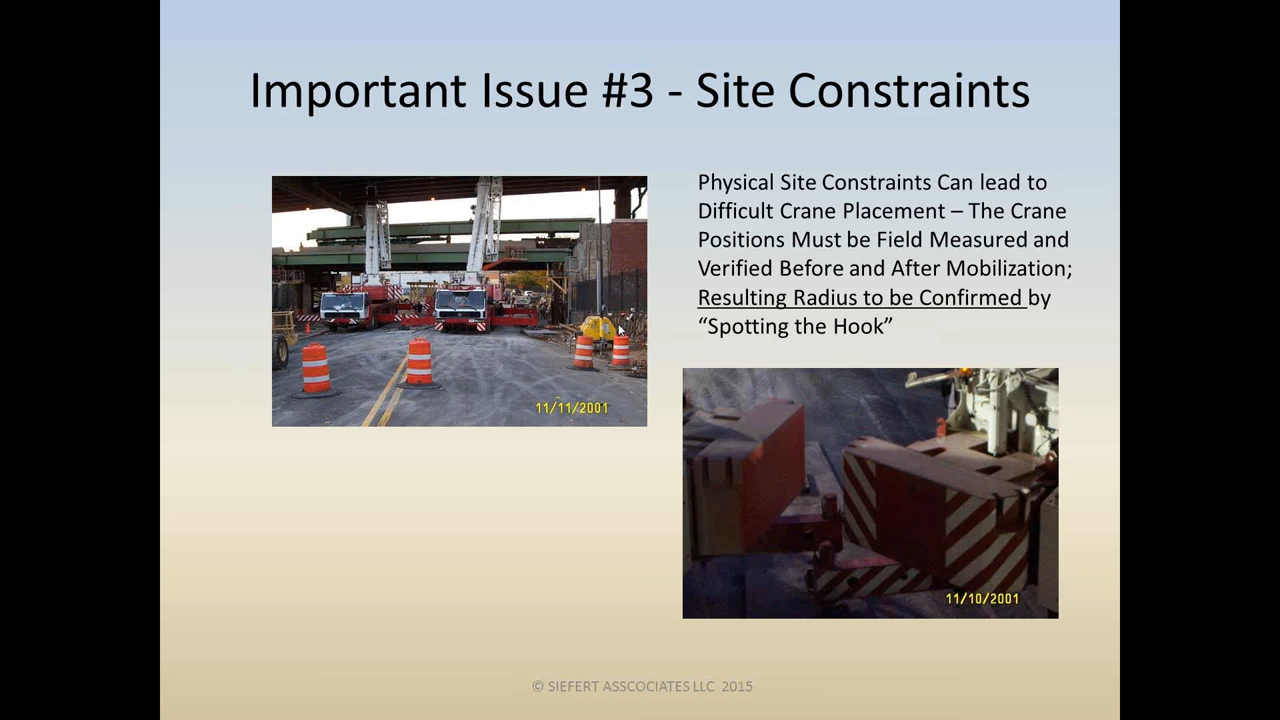 Important Issue #3 - Site Constraints
Physical Site Constraints Can lead to
Difficult Crane Placement – The Crane
Positions Must be Field Measured and
Verified Before and After Mobilization;
Resulting Radius to be Confirmed by
“Spotting the Hook”
11/11/2001
11/10/2001
© SIEFERT ASSCOCIATES LLC 2015